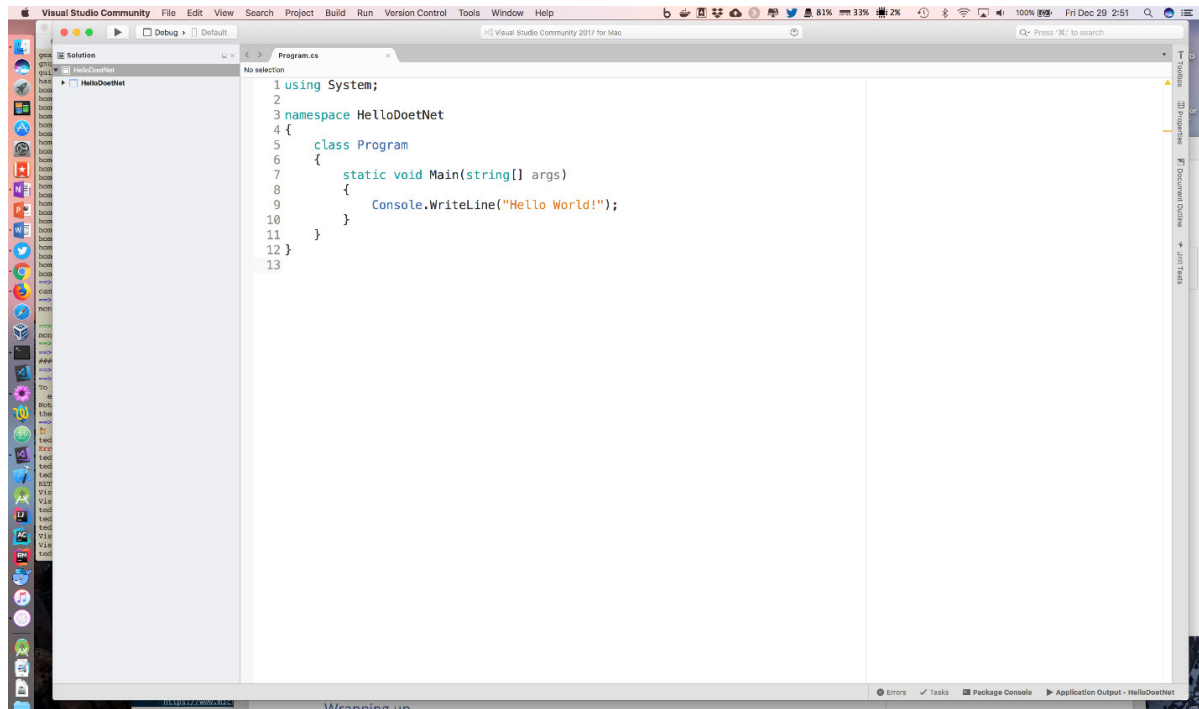 Visual Studio Community File Edit View Search Project Build Run Version Control Tools Window Help 81% 33% 2% 100% Fri Dec 29 2:51
Debug › Default
Visual Studio Community 2017 for Mac
Press '⌘.' to search
Solution
HelloDoetNet
HelloDoetNet
Program.cs
No selection
1 using System;
2
3 namespace HelloDoetNet
4 {
5 class Program
6 {
7 static void Main(string[] args)
8 {
9 Console.WriteLine("Hello World!");
10 }
11 }
12 }
13
Toolbox
Properties
Document Outline
Unit Tests
Errors Tasks Package Console Application Output - HelloDoetNet
Wrapping up